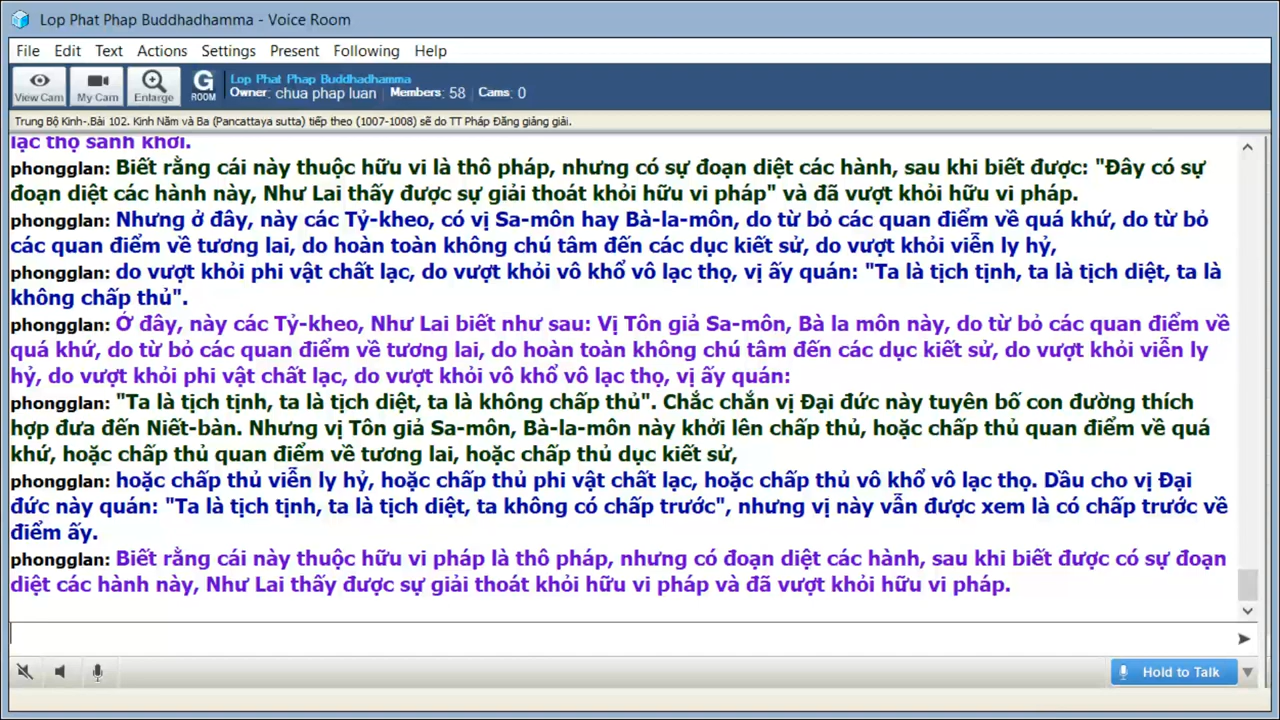 Lop Phat Phap Buddhadhamma - Voice Room
File Edit Text Actions Settings Present Following Help
View Cam My Cam Enlarge G ROOM Lop Phat Phap Buddhadhamma
Owner: chua phap luan Members: 58 Cams: 0
Trung Bộ Kinh-.Bài 102. Kinh Năm và Ba (Pancattaya sutta) tiếp theo (1007-1008) sẽ do TT Pháp Đăng giảng giải.
lạc thọ sanh khởi.
phongglan: Biết rằng cái này thuộc hữu vi là thô pháp, nhưng có sự đoạn diệt các hành, sau khi biết được: "Đây có sự
đoạn diệt các hành này, Như Lai thấy được sự giải thoát khỏi hữu vi pháp" và đã vượt khỏi hữu vi pháp.
phongglan: Nhưng ở đây, này các Tỷ-kheo, có vị Sa-môn hay Bà-la-môn, do từ bỏ các quan điểm về quá khứ, do từ bỏ
các quan điểm về tương lai, do hoàn toàn không chú tâm đến các dục kiết sử, do vượt khỏi viễn ly hỷ,
phongglan: do vượt khỏi phi vật chất lạc, do vượt khỏi vô khổ vô lạc thọ, vị ấy quán: "Ta là tịch tịnh, ta là tịch diệt, ta là
không chấp thủ".
phongglan: Ở đây, này các Tỷ-kheo, Như Lai biết như sau: Vị Tôn giả Sa-môn, Bà la môn này, do từ bỏ các quan điểm về
quá khứ, do từ bỏ các quan điểm về tương lai, do hoàn toàn không chú tâm đến các dục kiết sử, do vượt khỏi viễn ly
hỷ, do vượt khỏi phi vật chất lạc, do vượt khỏi vô khổ vô lạc thọ, vị ấy quán:
phongglan: "Ta là tịch tịnh, ta là tịch diệt, ta là không chấp thủ". Chắc chắn vị Đại đức này tuyên bố con đường thích
hợp đưa đến Niết-bàn. Nhưng vị Tôn giả Sa-môn, Bà-la-môn này khởi lên chấp thủ, hoặc chấp thủ quan điểm về quá
khứ, hoặc chấp thủ quan điểm về tương lai, hoặc chấp thủ dục kiết sử,
phongglan: hoặc chấp thủ viễn ly hỷ, hoặc chấp thủ phi vật chất lạc, hoặc chấp thủ vô khổ vô lạc thọ. Dầu cho vị Đại
đức này quán: "Ta là tịch tịnh, ta là tịch diệt, ta không có chấp trước", nhưng vị này vẫn được xem là có chấp trước về
điểm ấy.
phongglan: Biết rằng cái này thuộc hữu vi pháp là thô pháp, nhưng có đoạn diệt các hành, sau khi biết được có sự đoạn
diệt các hành này, Như Lai thấy được sự giải thoát khỏi hữu vi pháp và đã vượt khỏi hữu vi pháp.
Hold to Talk